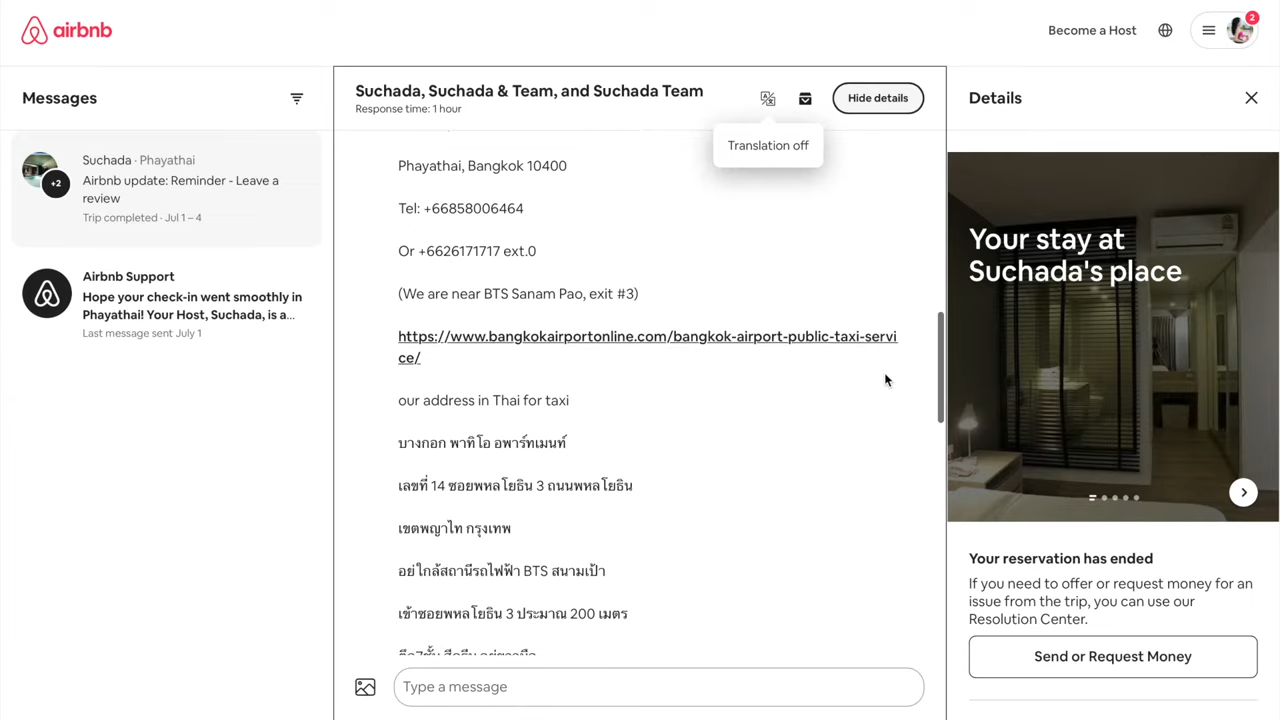 airbnb
Become a Host
2
Messages
Suchada · Phayathai
+2
Airbnb update: Reminder - Leave a
review
Trip completed · Jul 1 – 4
Airbnb Support
Hope your check-in went smoothly in
Phayathai! Your Host, Suchada, is a...
Last message sent July 1
Suchada, Suchada & Team, and Suchada Team
Response time: 1 hour
Hide details
Translation off
Phayathai, Bangkok 10400
Tel: +66858006464
Or +6626171717 ext.0
(We are near BTS Sanam Pao, exit #3)
https://www.bangkokairportonline.com/bangkok-airport-public-taxi-servi
ce/
our address in Thai for taxi
บางกอก พาทิโอ อพาร์ทเมนท์
เลขที่ 14 ซอยพหลโยธิน 3 ถนนพหลโยธิน
เขตพญาไท กรุงเทพ
อยู่ใกล้สถานีรถไฟฟ้า BTS สนามเป้า
เข้าซอยพหลโยธิน 3 ประมาณ 200 เมตร
Type a message
Details
Your stay at
Suchada's place
Your reservation has ended
If you need to offer or request money for an
issue from the trip, you can use our
Resolution Center.
Send or Request Money